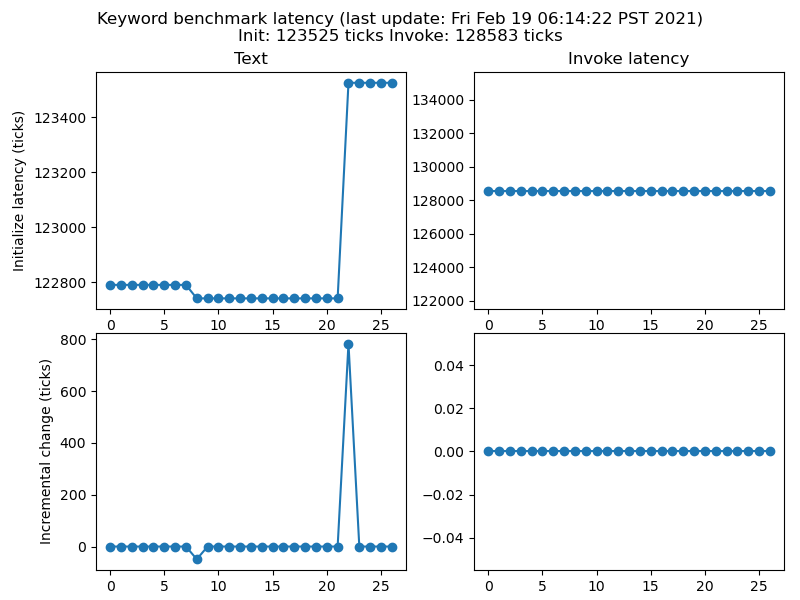 Keyword benchmark latency (last update: Fri Feb 19 06:14:22 PST 2021)
Init: 123525 ticks Invoke: 128583 ticks
Text
Invoke latency
Initialize latency (ticks)
123400
123200
123000
122800
0 5 10 15 20 25
134000
132000
130000
128000
126000
124000
122000
0 5 10 15 20 25
Incremental change (ticks)
800
600
400
200
0
0 5 10 15 20 25
0.04
0.02
0.00
−0.02
−0.04
0 5 10 15 20 25